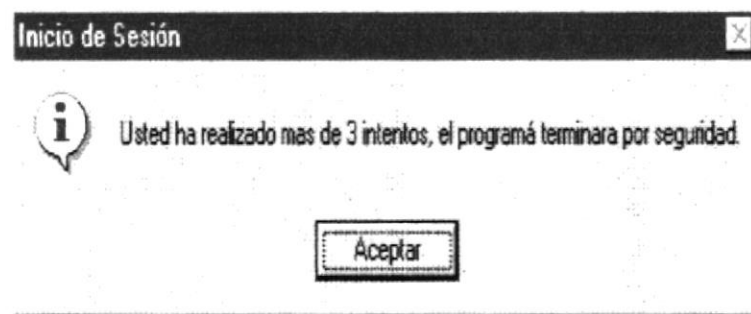 Inicio de Sesión
Usted ha realizado mas de 3 intentos, el programá terminara por seguridad.
Aceptar